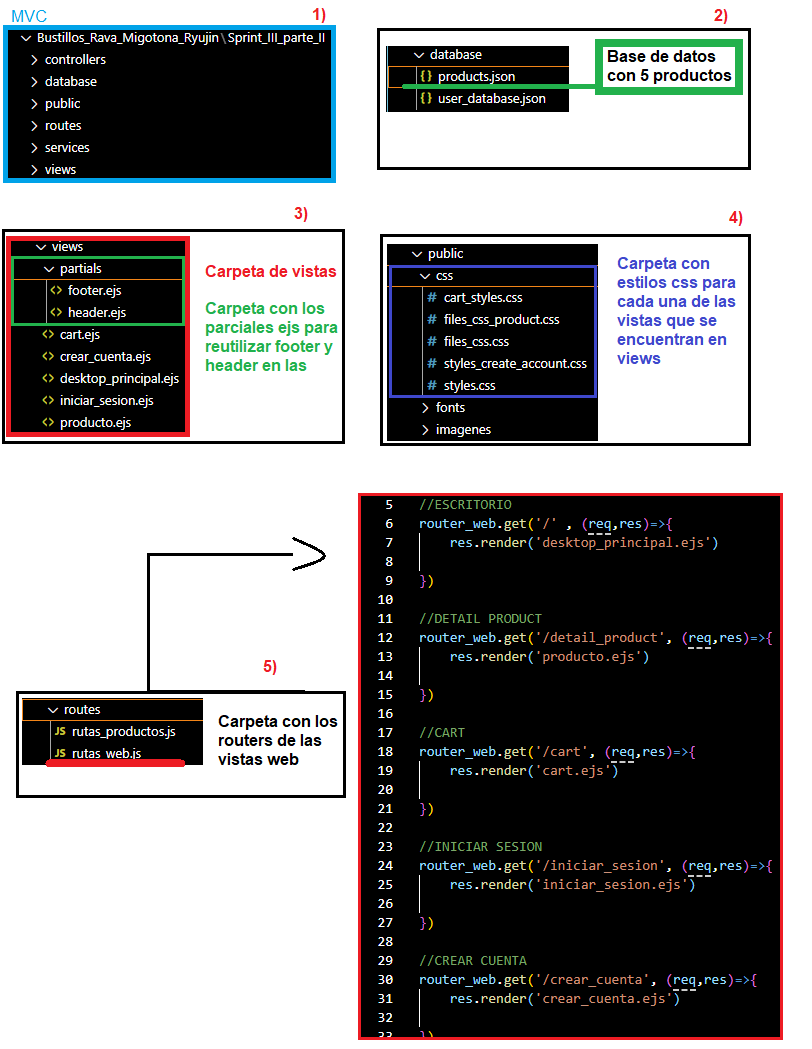 MVC
1)
Bustillos_Rava_Migotona_Ryujin\Sprint_III_parte_II
controllers
database
public
routes
services
views
2)
database
{} products.json
{} user_database.json
Base de datos
con 5 productos
3)
views
partials
<> footer.ejs
<> header.ejs
<> cart.ejs
<> crear_cuenta.ejs
<> desktop_principal.ejs
<> iniciar_sesion.ejs
<> producto.ejs
Carpeta de vistas
Carpeta con los
parciales ejs para
reutilizar footer y
header en las
4)
public
css
# cart_styles.css
# files_css_product.css
# files_css.css
# styles_create_account.css
# styles.css
fonts
imagenes
Carpeta con
estilos css para
cada una de las
vistas que se
encuentran en
views
5)
routes
JS rutas_productos.js
JS rutas_web.js
Carpeta con los
routers de las
vistas web
5 //ESCRITORIO
6 router_web.get('/' , (req,res)=>{
7 res.render('desktop_principal.ejs')
8
9 })
10
11 //DETAIL PRODUCT
12 router_web.get('/detail_product', (req,res)=>{
13 res.render('producto.ejs')
14
15 })
16
17 //CART
18 router_web.get('/cart', (req,res)=>{
19 res.render('cart.ejs')
20
21 })
22
23 //INICIAR SESION
24 router_web.get('/iniciar_sesion', (req,res)=>{
25 res.render('iniciar_sesion.ejs')
26
27 })
28
29 //CREAR CUENTA
30 router_web.get('/crear_cuenta', (req,res)=>{
31 res.render('crear_cuenta.ejs')
32
33 })